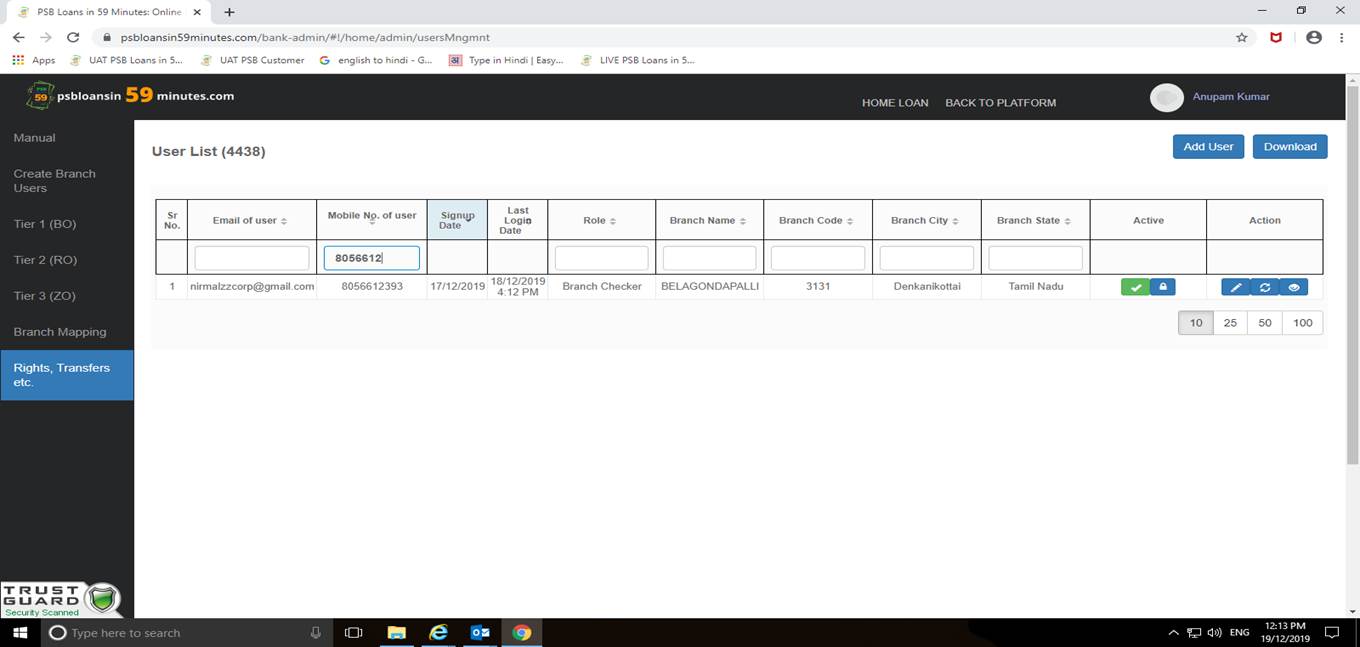 PSB Loans in 59 Minutes: Online
psbloansin59minutes.com/bank-admin/#!/home/admin/usersMngmnt
Apps
UAT PSB Loans in 5...
UAT PSB Customer
english to hindi - G...
Type in Hindi | Easy...
LIVE PSB Loans in 5...
psbloansin 59 minutes.com
HOME LOAN
BACK TO PLATFORM
Anupam Kumar
Manual
Create Branch
Users
Tier 1 (BO)
Tier 2 (RO)
Tier 3 (ZO)
Branch Mapping
Rights, Transfers
etc.
User List (4438)
Add User
Download
Sr
No.
Email of user
Mobile No. of user
Signup
Date
Last
Login
Date
Role
Branch Name
Branch Code
Branch City
Branch State
Active
Action
8056612
1
nirmalzzcorp@gmail.com
8056612393
17/12/2019
18/12/2019
4:12 PM
Branch Checker
BELAGONDAPALLI
3131
Denkanikottai
Tamil Nadu
10
25
50
100
TRUST
GUARD
Security Scanned
Type here to search
ENG
12:13 PM
19/12/2019